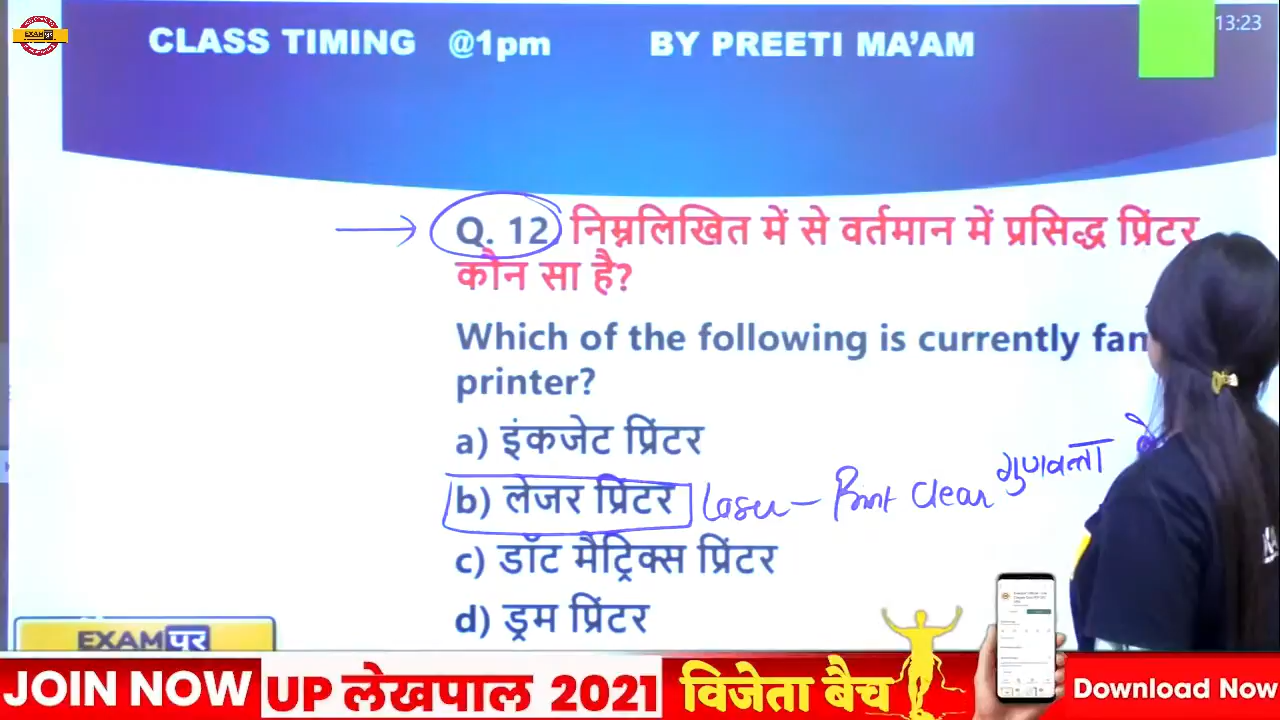 EXAMपुर
CLASS TIMING @1pm BY PREETI MA’AM
13:23
Q. 12. निम्नलिखित में से वर्तमान में प्रसिद्ध प्रिंटर
कौन सा है?
Which of the following is currently fam
printer?
a) इंकजेट प्रिंटर
b) लेजर प्रिंटर Laser – Print Clear गुणवत्ता
c) डॉट मैट्रिक्स प्रिंटर
d) ड्रम प्रिंटर
EXAMपुर
JOIN NOW UP लेखपाल 2021 विजेता बैच Download Now